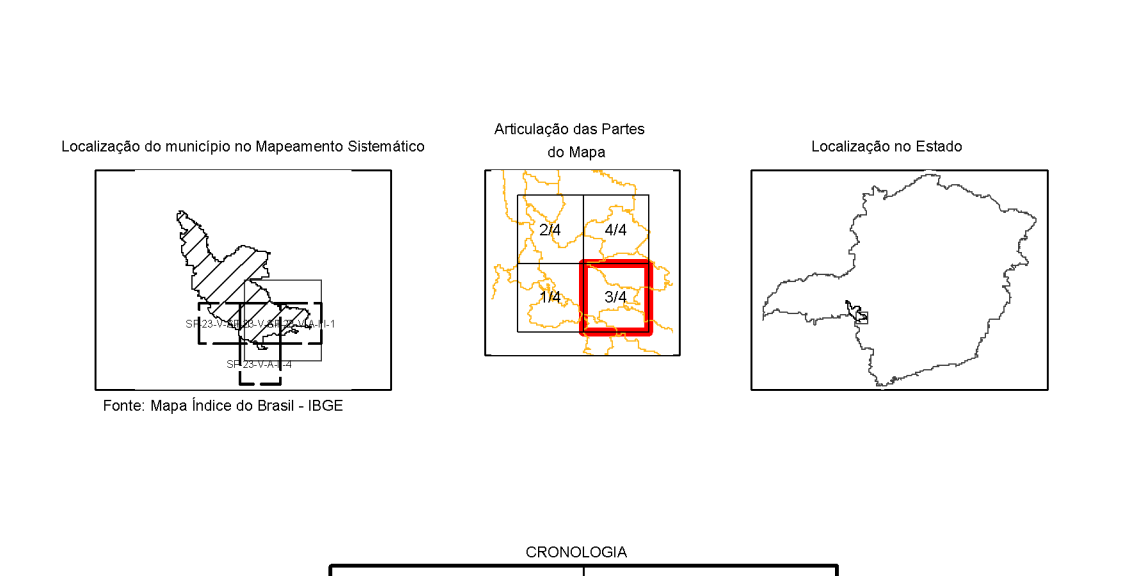 Articulação das Partes
do Mapa
Localização do município no Mapeamento Sistemático
Localização no Estado
2/4
4/4
1/4
3/4
Fonte: Mapa Índice do Brasil - IBGE
CRONOLOGIA